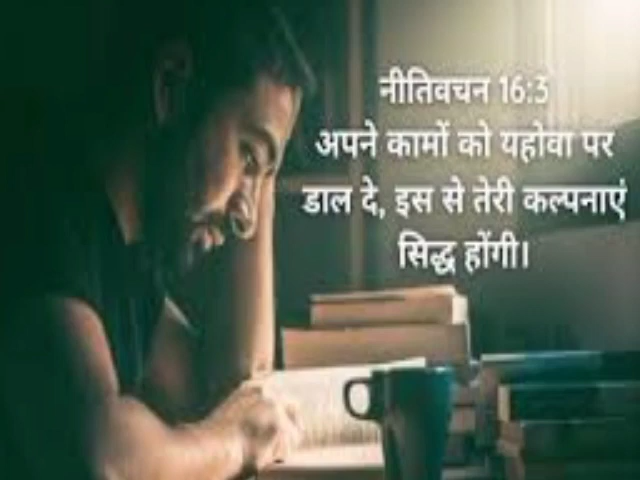 नीतिवचन 16:3
अपने कामों को यहोवा पर
डाल दे, इस से तेरी कल्पनाएं
सिद्ध होंगी।